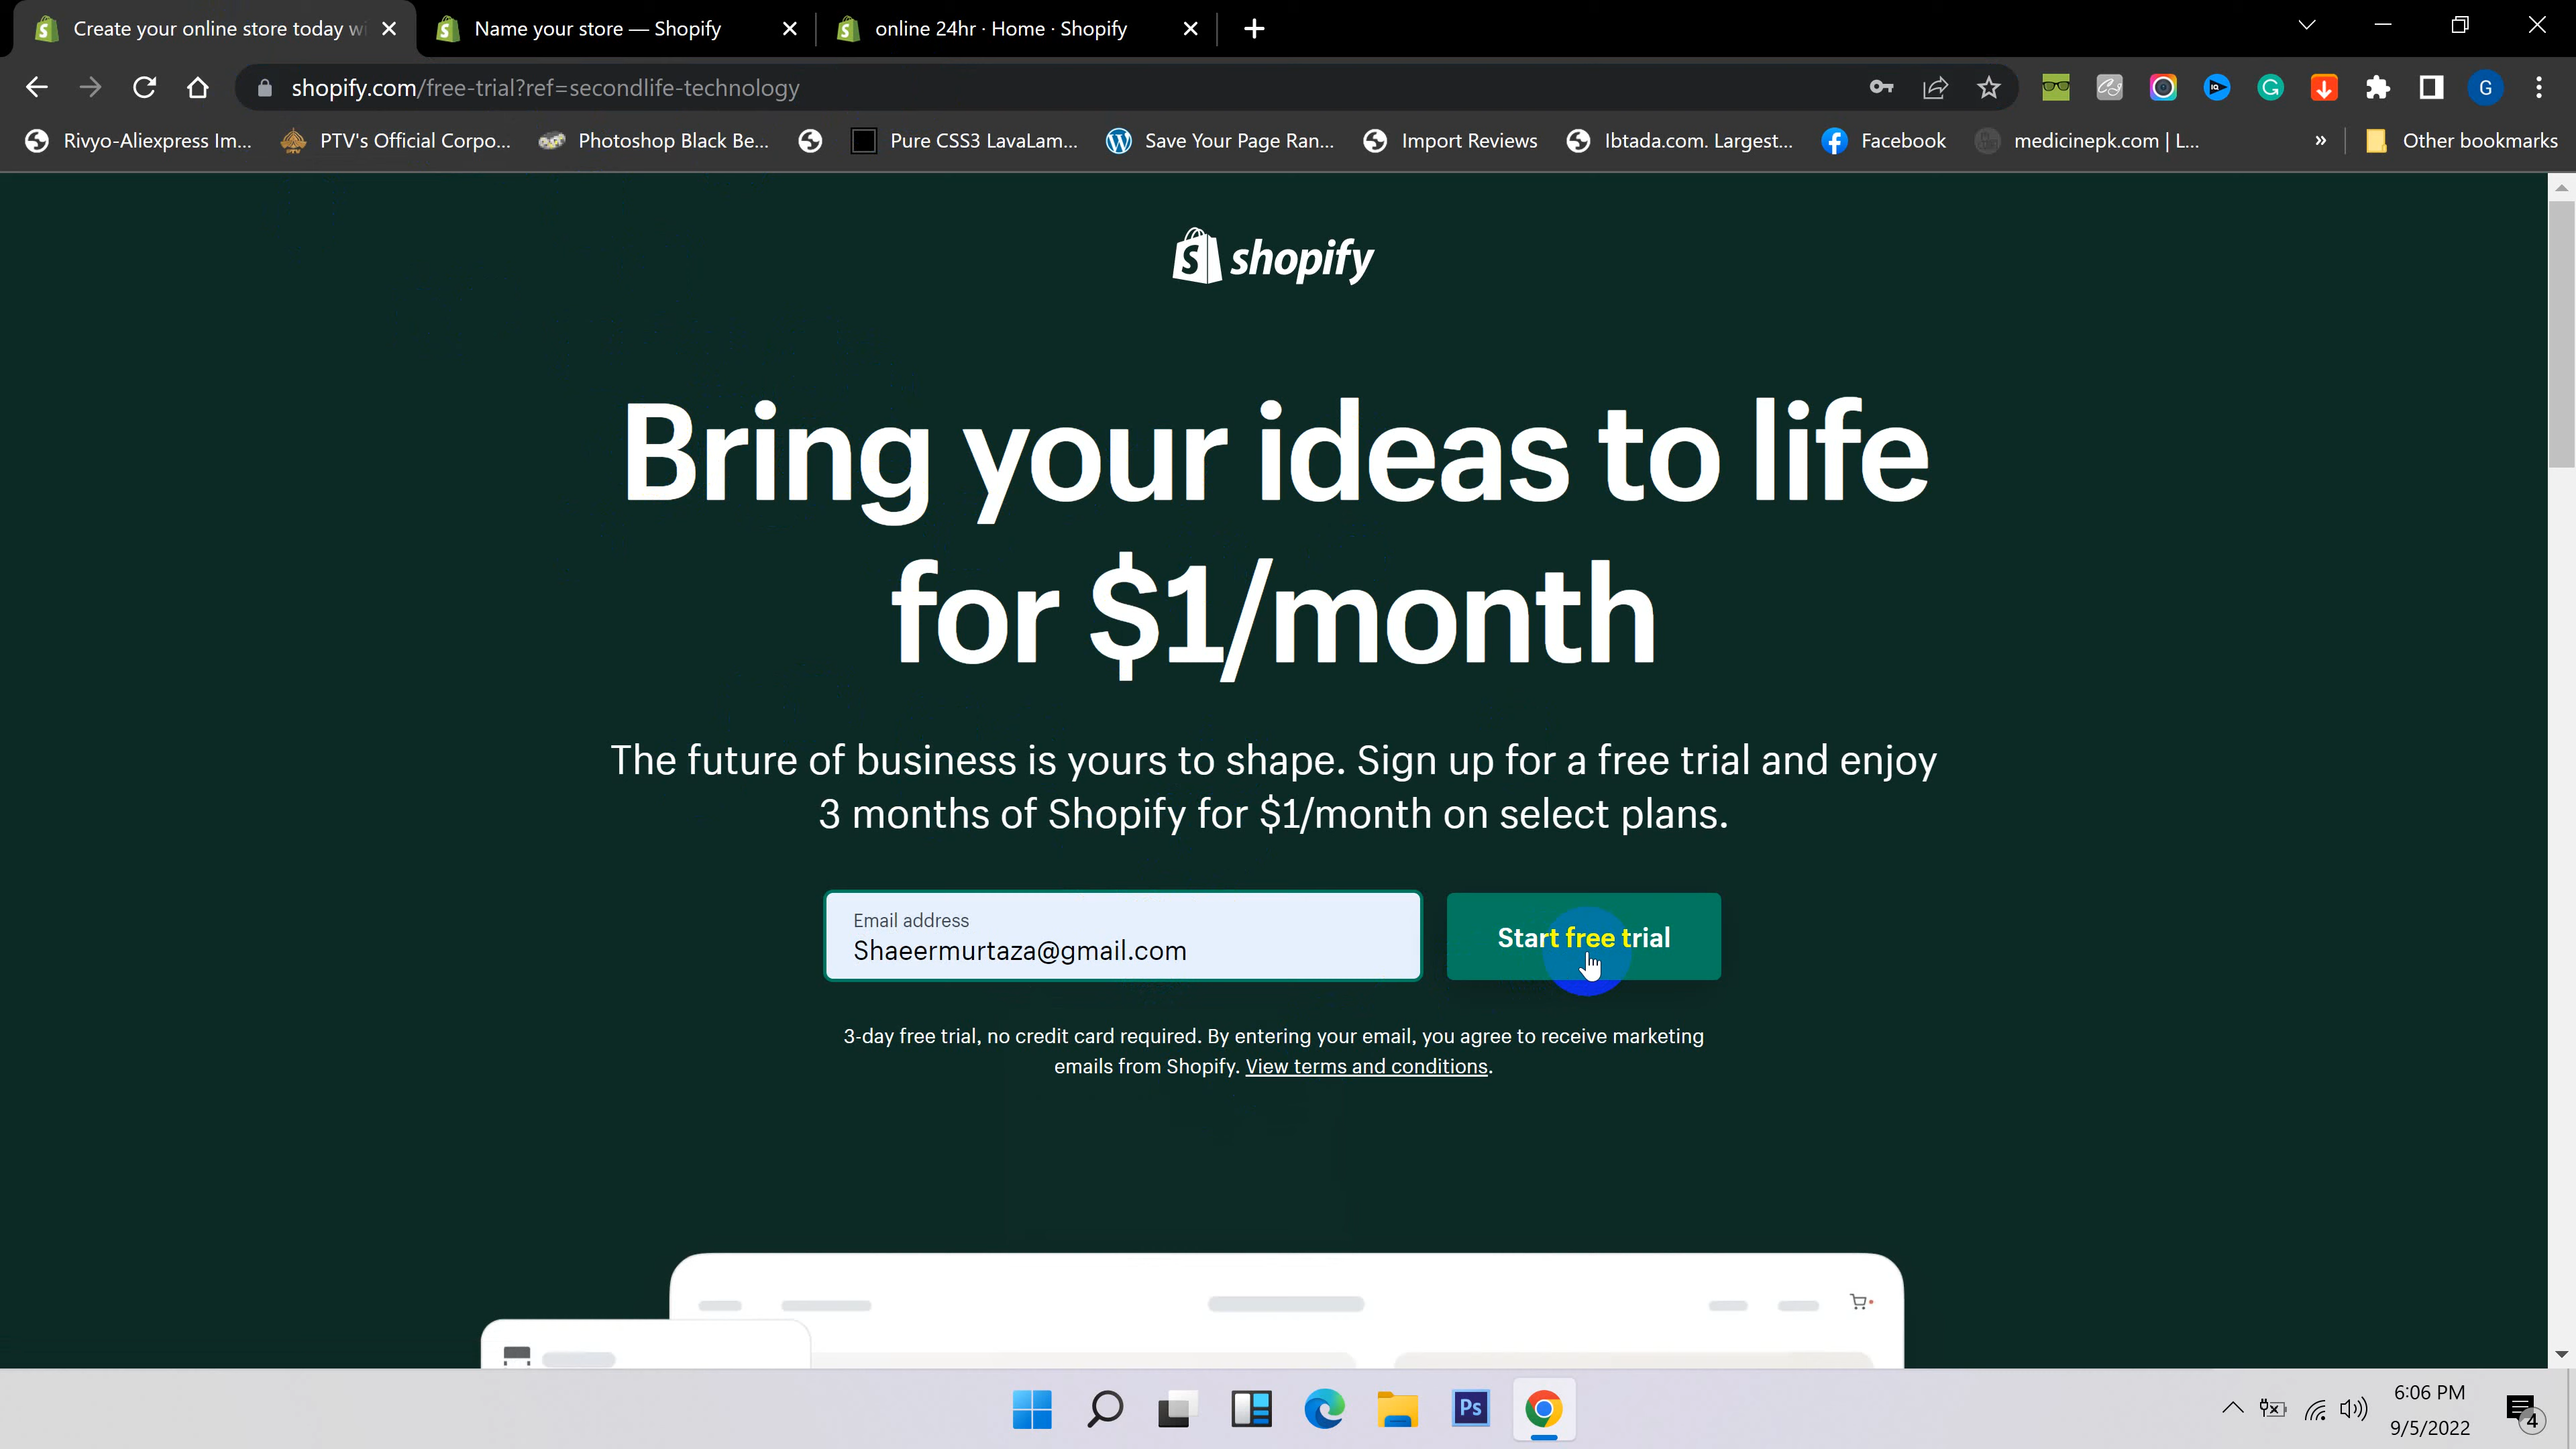 Create your online store today wi
Name your store — Shopify
online 24hr · Home · Shopify
shopify.com/free-trial?ref=secondlife-technology
G
Rivyo-Aliexpress Im...
PTV's Official Corpo...
Photoshop Black Be...
Pure CSS3 LavaLam...
Save Your Page Ran...
Import Reviews
Ibtada.com. Largest...
Facebook
medicinepk.com | L...
»
Other bookmarks
shopify
Bring your ideas to life
for $1/month
The future of business is yours to shape. Sign up for a free trial and enjoy
3 months of Shopify for $1/month on select plans.
Email address
Shaeermurtaza@gmail.com
Start free trial
3-day free trial, no credit card required. By entering your email, you agree to receive marketing
emails from Shopify. View terms and conditions.
Ps
6:06 PM
9/5/2022
4